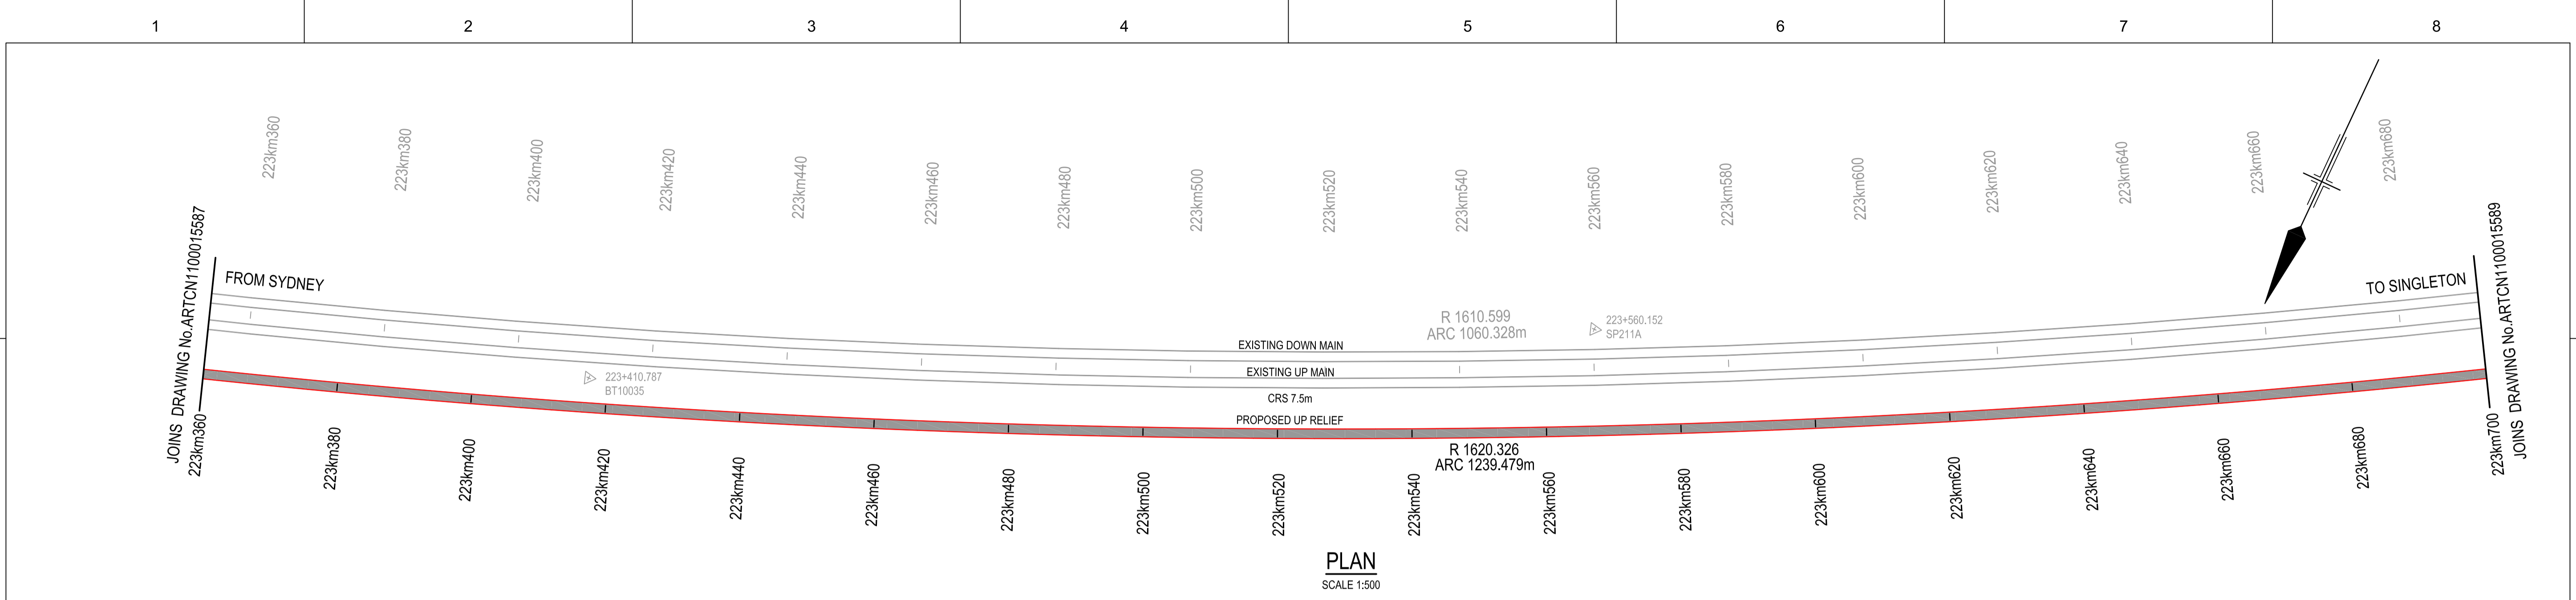 1 2 3 4 5 6 7 8
223km360 223km380 223km400 223km420 223km440 223km460 223km480 223km500 223km520 223km540 223km560 223km580 223km600 223km620 223km640 223km660 223km680
JOINS DRAWING No.ARTCN1100015587
223km360
FROM SYDNEY
TO SINGLETON
R 1610.599
ARC 1060.328m
223+560.152
SP211A
EXISTING DOWN MAIN
EXISTING UP MAIN
223+410.787
BT10035
CRS 7.5m
PROPOSED UP RELIEF
R 1620.326
ARC 1239.479m
223km380 223km400 223km420 223km440 223km460 223km480 223km500 223km520 223km540 223km560 223km580 223km600 223km620 223km640 223km660 223km680
223km700
JOINS DRAWING No.ARTCN1100015589
PLAN
SCALE 1:500